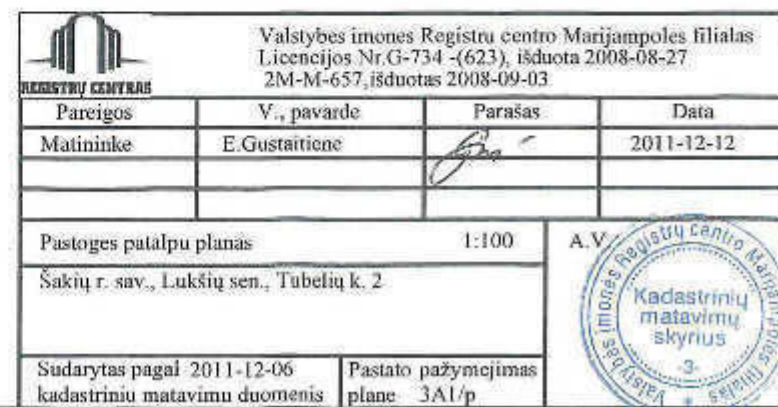 Valstybes imones Registru centro Marijampoles filialas
Licencijos Nr.G-734 -(623), išduota 2008-08-27
2M-M-657,išduotas 2008-09-03
REGISTRŲ CENTRAS
Pareigos V., pavarde Parašas Data
Matininke E.Gustaitiene 2011-12-12
Pastoges patalpu planas 1:100 A.V.
Šakių r. sav., Lukšių sen., Tubelių k. 2
Valstybės įmonės Registrų centro Marijampolės filialas
Kadastrinių
matavimų
skyrius
-3-
Sudarytas pagal 2011-12-06
kadastriniu matavimu duomenis
Pastato pažymejimas
plane 3A1/p